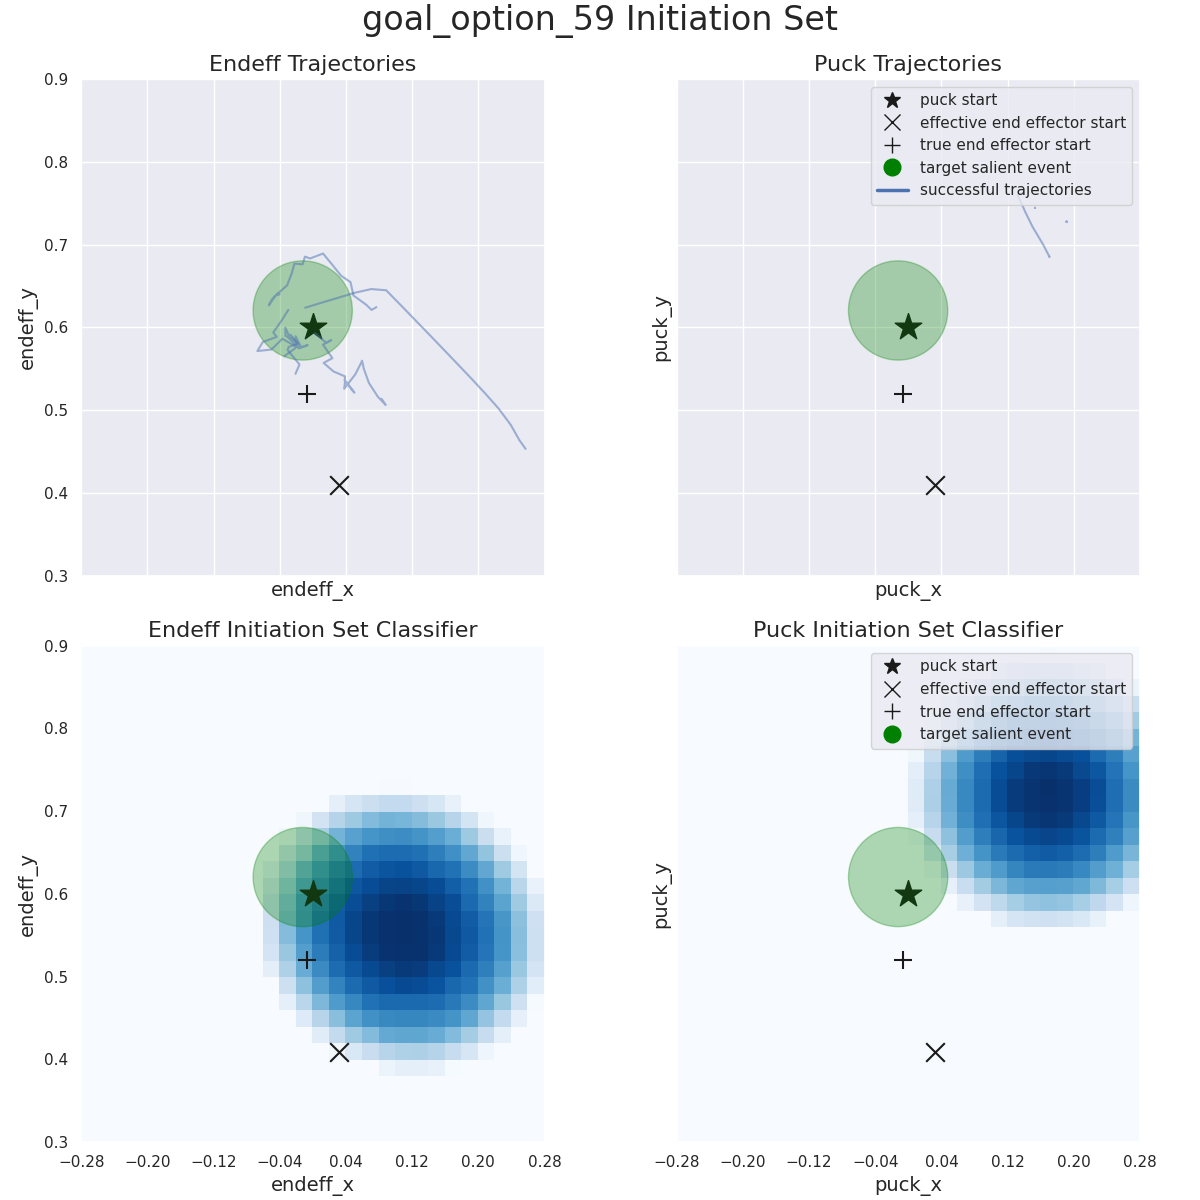 goal_option_59 Initiation Set
Endeff Trajectories
0.9
0.8
0.7
0.6
0.5
0.4
0.3
endeff_y
endeff_x
Puck Trajectories
puck start
effective end effector start
true end effector start
target salient event
successful trajectories
puck_y
puck_x
Endeff Initiation Set Classifier
0.9
0.8
0.7
0.6
0.5
0.4
0.3
endeff_y
−0.28 −0.20 −0.12 −0.04 0.04 0.12 0.20 0.28
endeff_x
Puck Initiation Set Classifier
puck start
effective end effector start
true end effector start
target salient event
puck_y
−0.28 −0.20 −0.12 −0.04 0.04 0.12 0.20 0.28
puck_x